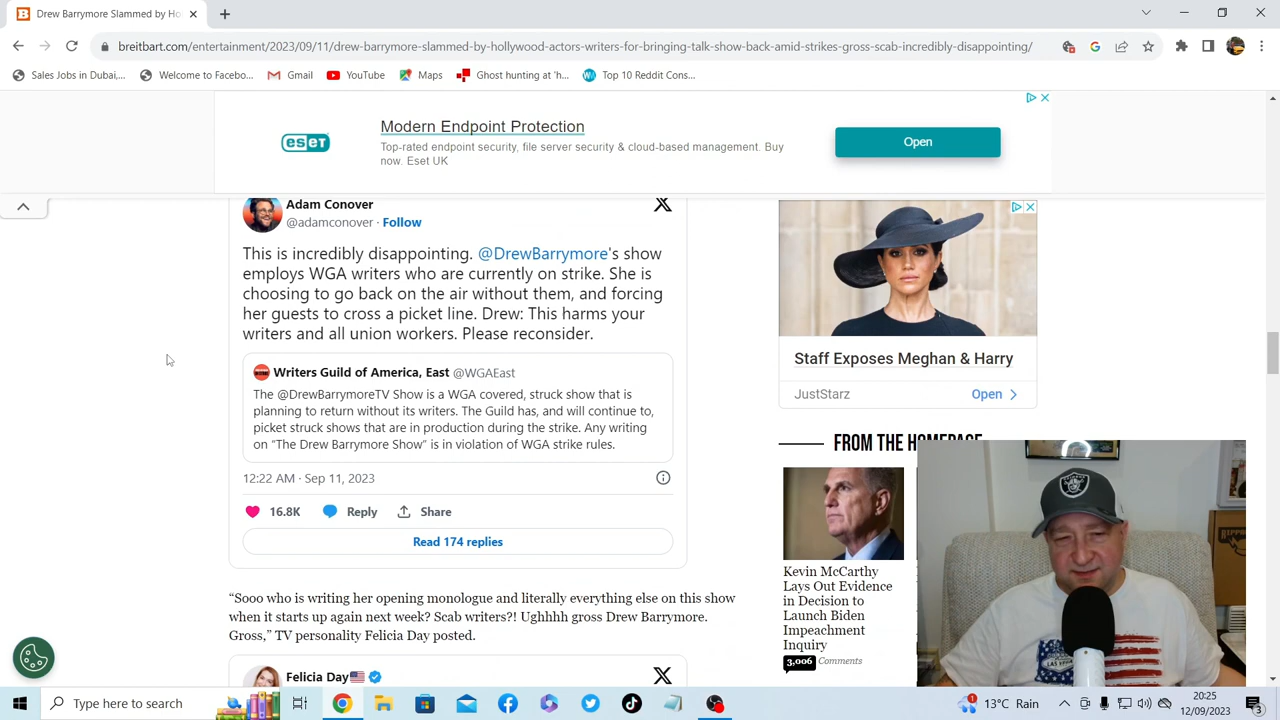 Drew Barrymore Slammed by Ho
breitbart.com/entertainment/2023/09/11/drew-barrymore-slammed-by-hollywood-actors-writers-for-bringing-talk-show-back-amid-strikes-gross-scab-incredibly-disappointing/
Sales Jobs in Dubai,... Welcome to Facebo... Gmail YouTube Maps Ghost hunting at 'h... Top 10 Reddit Cons...
eset
Modern Endpoint Protection
Top-rated endpoint security, file server security & cloud-based management. Buy
now. Eset UK
Open
Adam Conover
@adamconover · Follow
This is incredibly disappointing. @DrewBarrymore's show
employs WGA writers who are currently on strike. She is
choosing to go back on the air without them, and forcing
her guests to cross a picket line. Drew: This harms your
writers and all union workers. Please reconsider.
Writers Guild of America, East @WGAEast
The @DrewBarrymoreTV Show is a WGA covered, struck show that is
planning to return without its writers. The Guild has, and will continue to,
picket struck shows that are in production during the strike. Any writing
on "The Drew Barrymore Show" is in violation of WGA strike rules.
12:22 AM · Sep 11, 2023
16.8K Reply Share
Read 174 replies
“Sooo who is writing her opening monologue and literally everything else on this show
when it starts up again next week? Scab writers?! Ughhhh gross Drew Barrymore.
Gross,” TV personality Felicia Day posted.
Felicia Day
Staff Exposes Meghan & Harry
JustStarz Open
FROM THE HOMEPAGE
Kevin McCarthy
Lays Out Evidence
in Decision to
Launch Biden
Impeachment
Inquiry
3,006 Comments
RAIDERS
LAS VEGAS
Type here to search
1
13°C Rain
20:25
12/09/2023
3